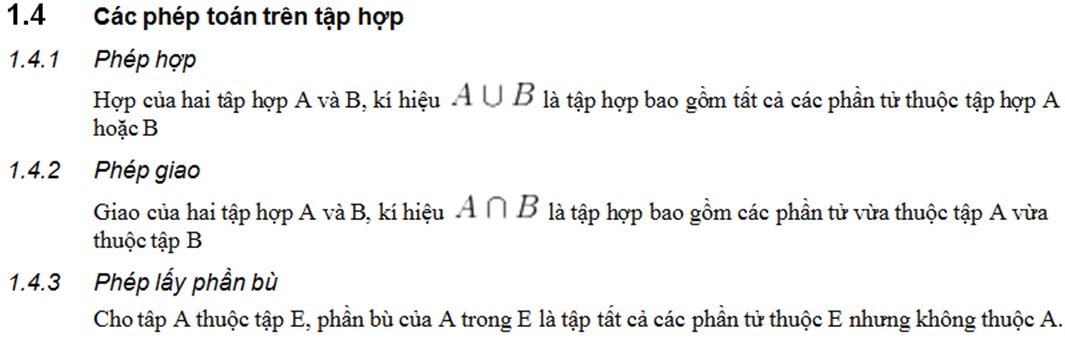 1.4 Các phép toán trên tập hợp
1.4.1 Phép hợp
Hợp của hai tâp hợp A và B, kí hiệu A ∪ B là tập hợp bao gồm tất cả các phần tử thuộc tập hợp A
hoặc B
1.4.2 Phép giao
Giao của hai tập hợp A và B, kí hiệu A ∩ B là tập hợp bao gồm các phần tử vừa thuộc tập A vừa
thuộc tập B
1.4.3 Phép lấy phần bù
Cho tâp A thuộc tập E, phần bù của A trong E là tập tất cả các phần tử thuộc E nhưng không thuộc A.